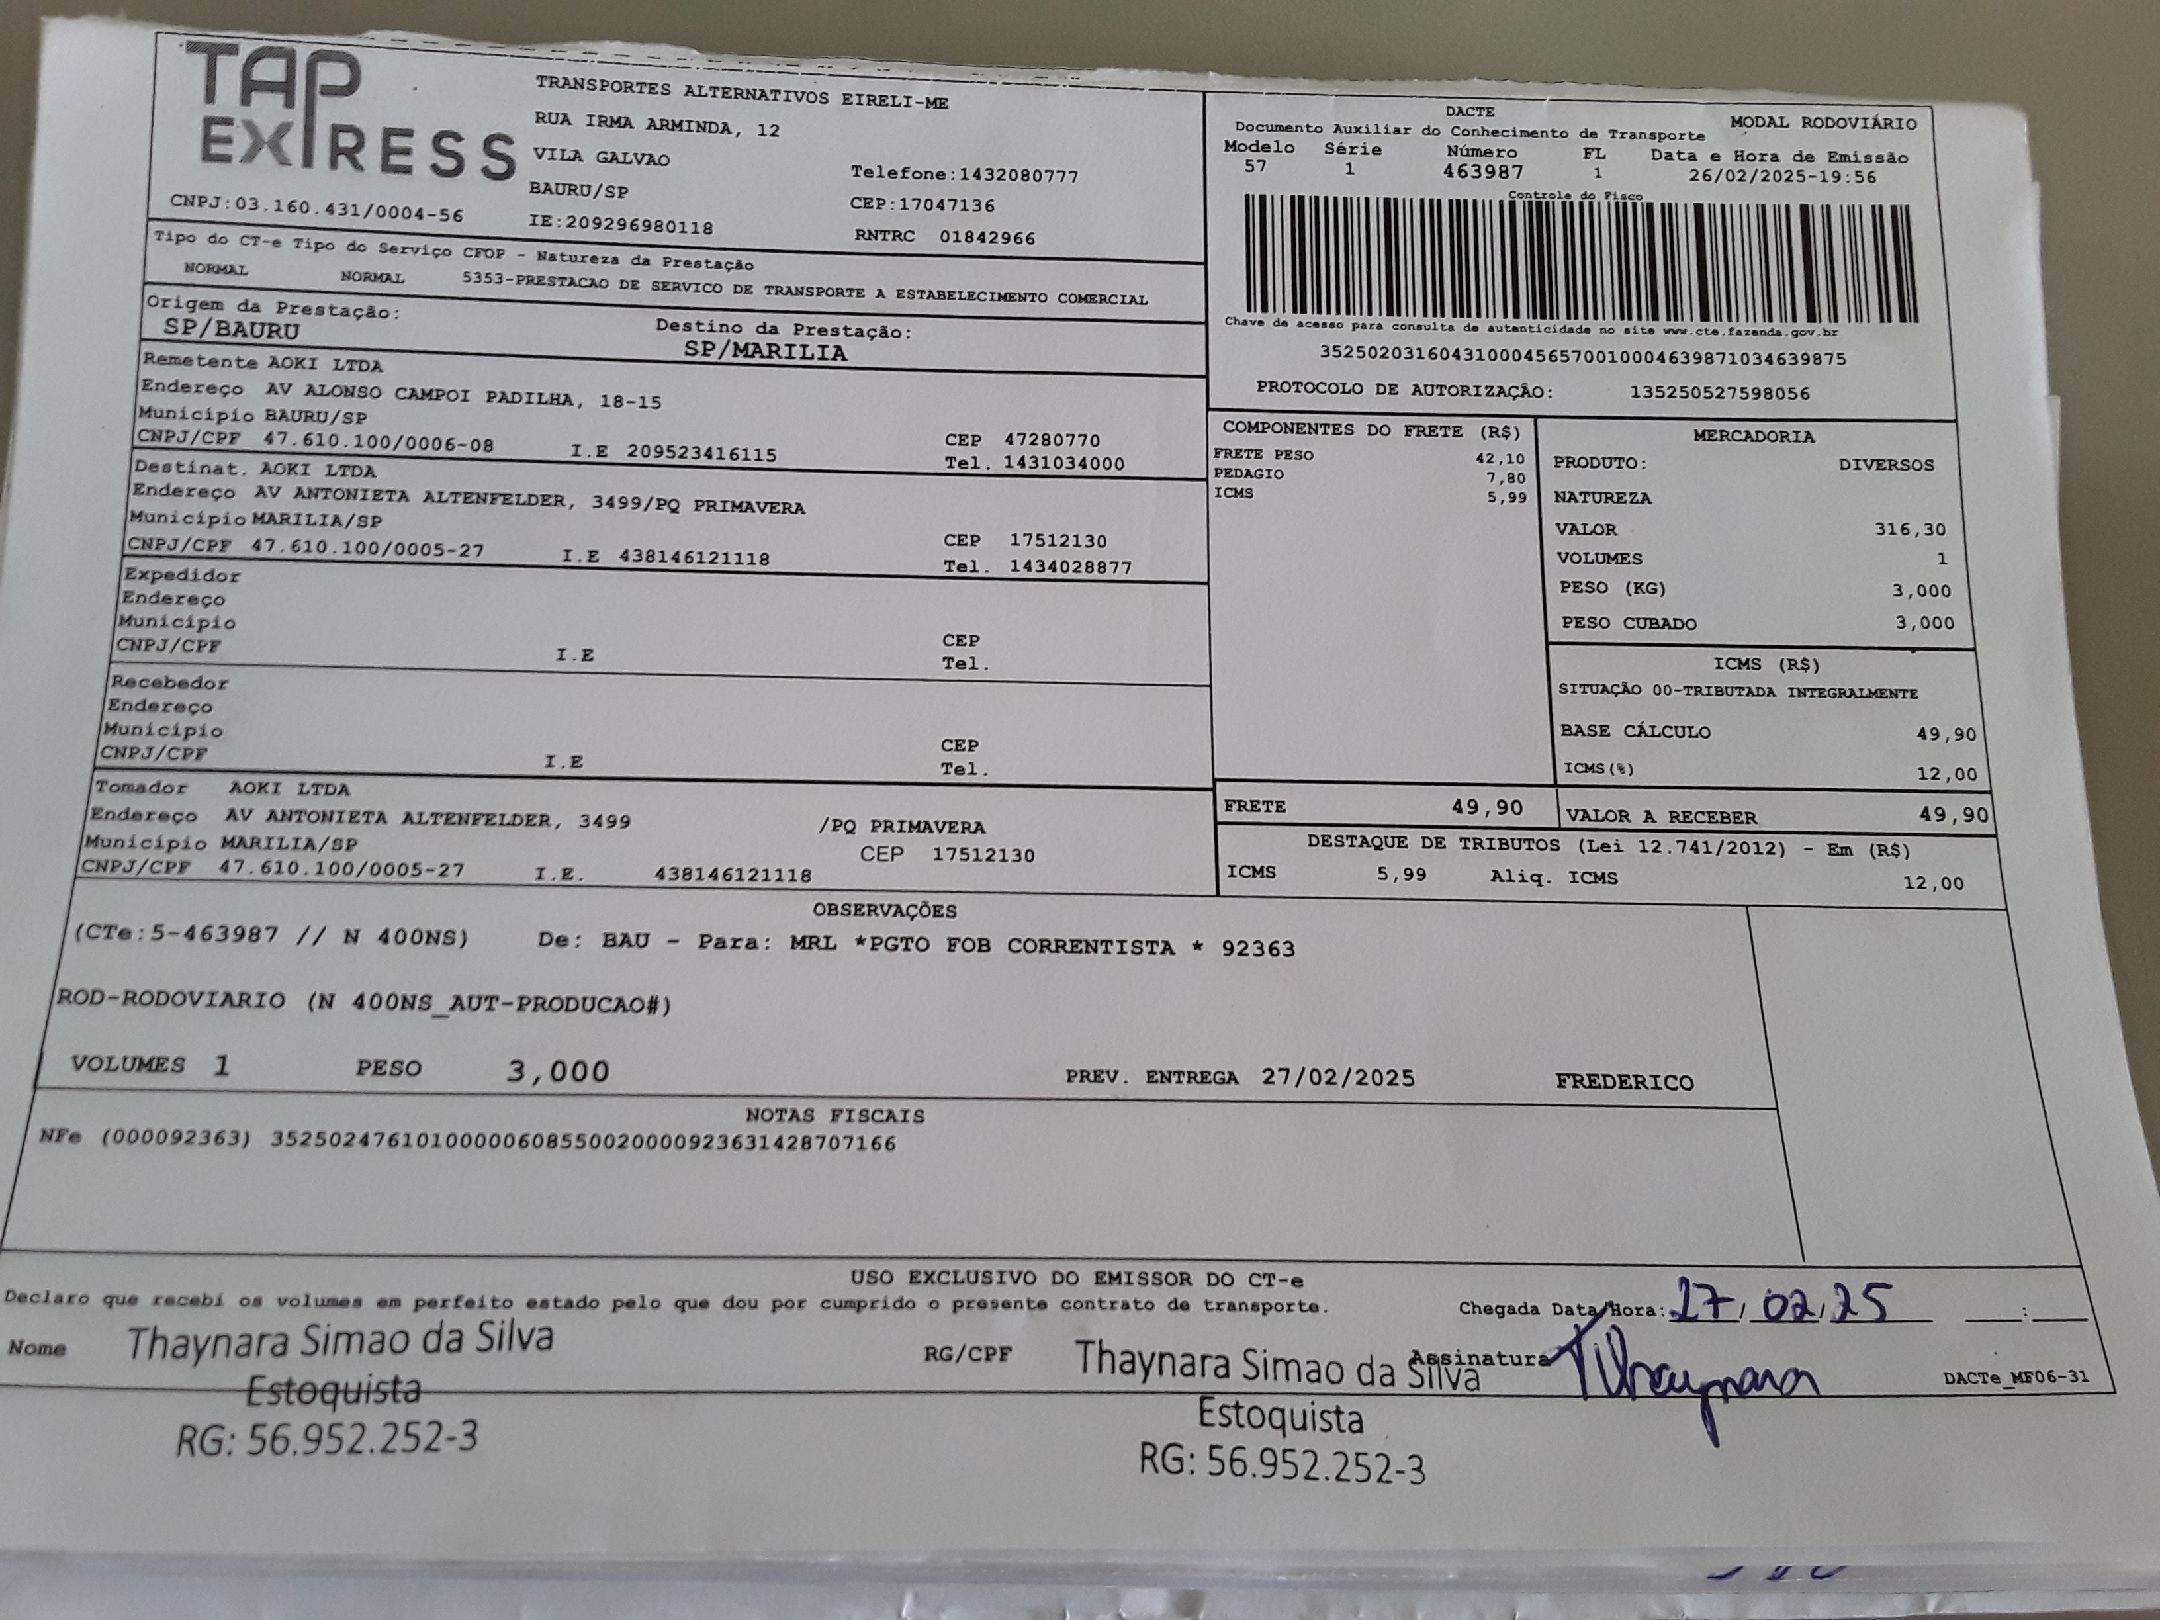 TAP
EXPRESS
CNPJ:03.160.431/0004-56
TRANSPORTES ALTERNATIVOS EIRELI-ME
RUA IRMA ARMINDA, 12
VILA GALVAO
BAURU/SP
IE:209296980118
Telefone:1432080777
CEP:17047136
RNTRC 01842966
DACTE
Documento Auxiliar do Conhecimento de Transporte
MODAL RODOVIÁRIO
Modelo Série Número FL Data e Hora de Emissão
57 1 463987 1 26/02/2025-19:56
Controle do Fisco
Chave de acesso para consulta de autenticidade no site www.cte.fazenda.gov.br
35250203160431000456570010004639871034639875
PROTOCOLO DE AUTORIZAÇÃO: 135250527598056
Tipo do CT-e Tipo do Serviço CFOP - Natureza da Prestação
NORMAL NORMAL 5353-PRESTACAO DE SERVICO DE TRANSPORTE A ESTABELECIMENTO COMERCIAL
Origem da Prestação: Destino da Prestação:
SP/BAURU SP/MARILIA
Remetente AOKI LTDA
Endereço AV ALONSO CAMPOI PADILHA, 18-15
Município BAURU/SP CEP 47280770
CNPJ/CPF 47.610.100/0006-08 I.E 209523416115 Tel. 1431034000
Destinat. AOKI LTDA
Endereço AV ANTONIETA ALTENFELDER, 3499/PQ PRIMAVERA
Município MARILIA/SP CEP 17512130
CNPJ/CPF 47.610.100/0005-27 I.E 438146121118 Tel. 1434028877
Expedidor
Endereço
Município CEP
CNPJ/CPF I.E Tel.
Recebedor
Endereço
Município CEP
CNPJ/CPF I.E Tel.
Tomador AOKI LTDA
Endereço AV ANTONIETA ALTENFELDER, 3499 /PQ PRIMAVERA
Município MARILIA/SP CEP 17512130
CNPJ/CPF 47.610.100/0005-27 I.E. 438146121118
COMPONENTES DO FRETE (R$)
FRETE PESO 42,10
PEDAGIO 7,80
ICMS 5,99
MERCADORIA
PRODUTO: DIVERSOS
NATUREZA
VALOR 316,30
VOLUMES 1
PESO (KG) 3,000
PESO CUBADO 3,000
ICMS (R$)
SITUAÇÃO 00-TRIBUTADA INTEGRALMENTE
BASE CÁLCULO 49,90
ICMS(%) 12,00
FRETE 49,90 VALOR A RECEBER 49,90
DESTAQUE DE TRIBUTOS (Lei 12.741/2012) - Em (R$)
ICMS 5,99 Aliq. ICMS 12,00
OBSERVAÇÕES
(CTe:5-463987 // N 400NS) De: BAU - Para: MRL *PGTO FOB CORRENTISTA * 92363
ROD-RODOVIARIO (N 400NS_AUT-PRODUCAO#)
VOLUMES 1 PESO 3,000 PREV. ENTREGA 27/02/2025 FREDERICO
NOTAS FISCAIS
NFe (000092363) 35250247610100000608550020000923631428707166
USO EXCLUSIVO DO EMISSOR DO CT-e
Declaro que recebi os volumes em perfeito estado pelo que dou por cumprido o presente contrato de transporte. Chegada Data/Hora: 27/02/25 :
Nome Thaynara Simao da Silva RG/CPF Thaynara Simao da Silva Assinatura Thaynara DACTe_MF06-31
Estoquista Estoquista
RG: 56.952.252-3 RG: 56.952.252-3